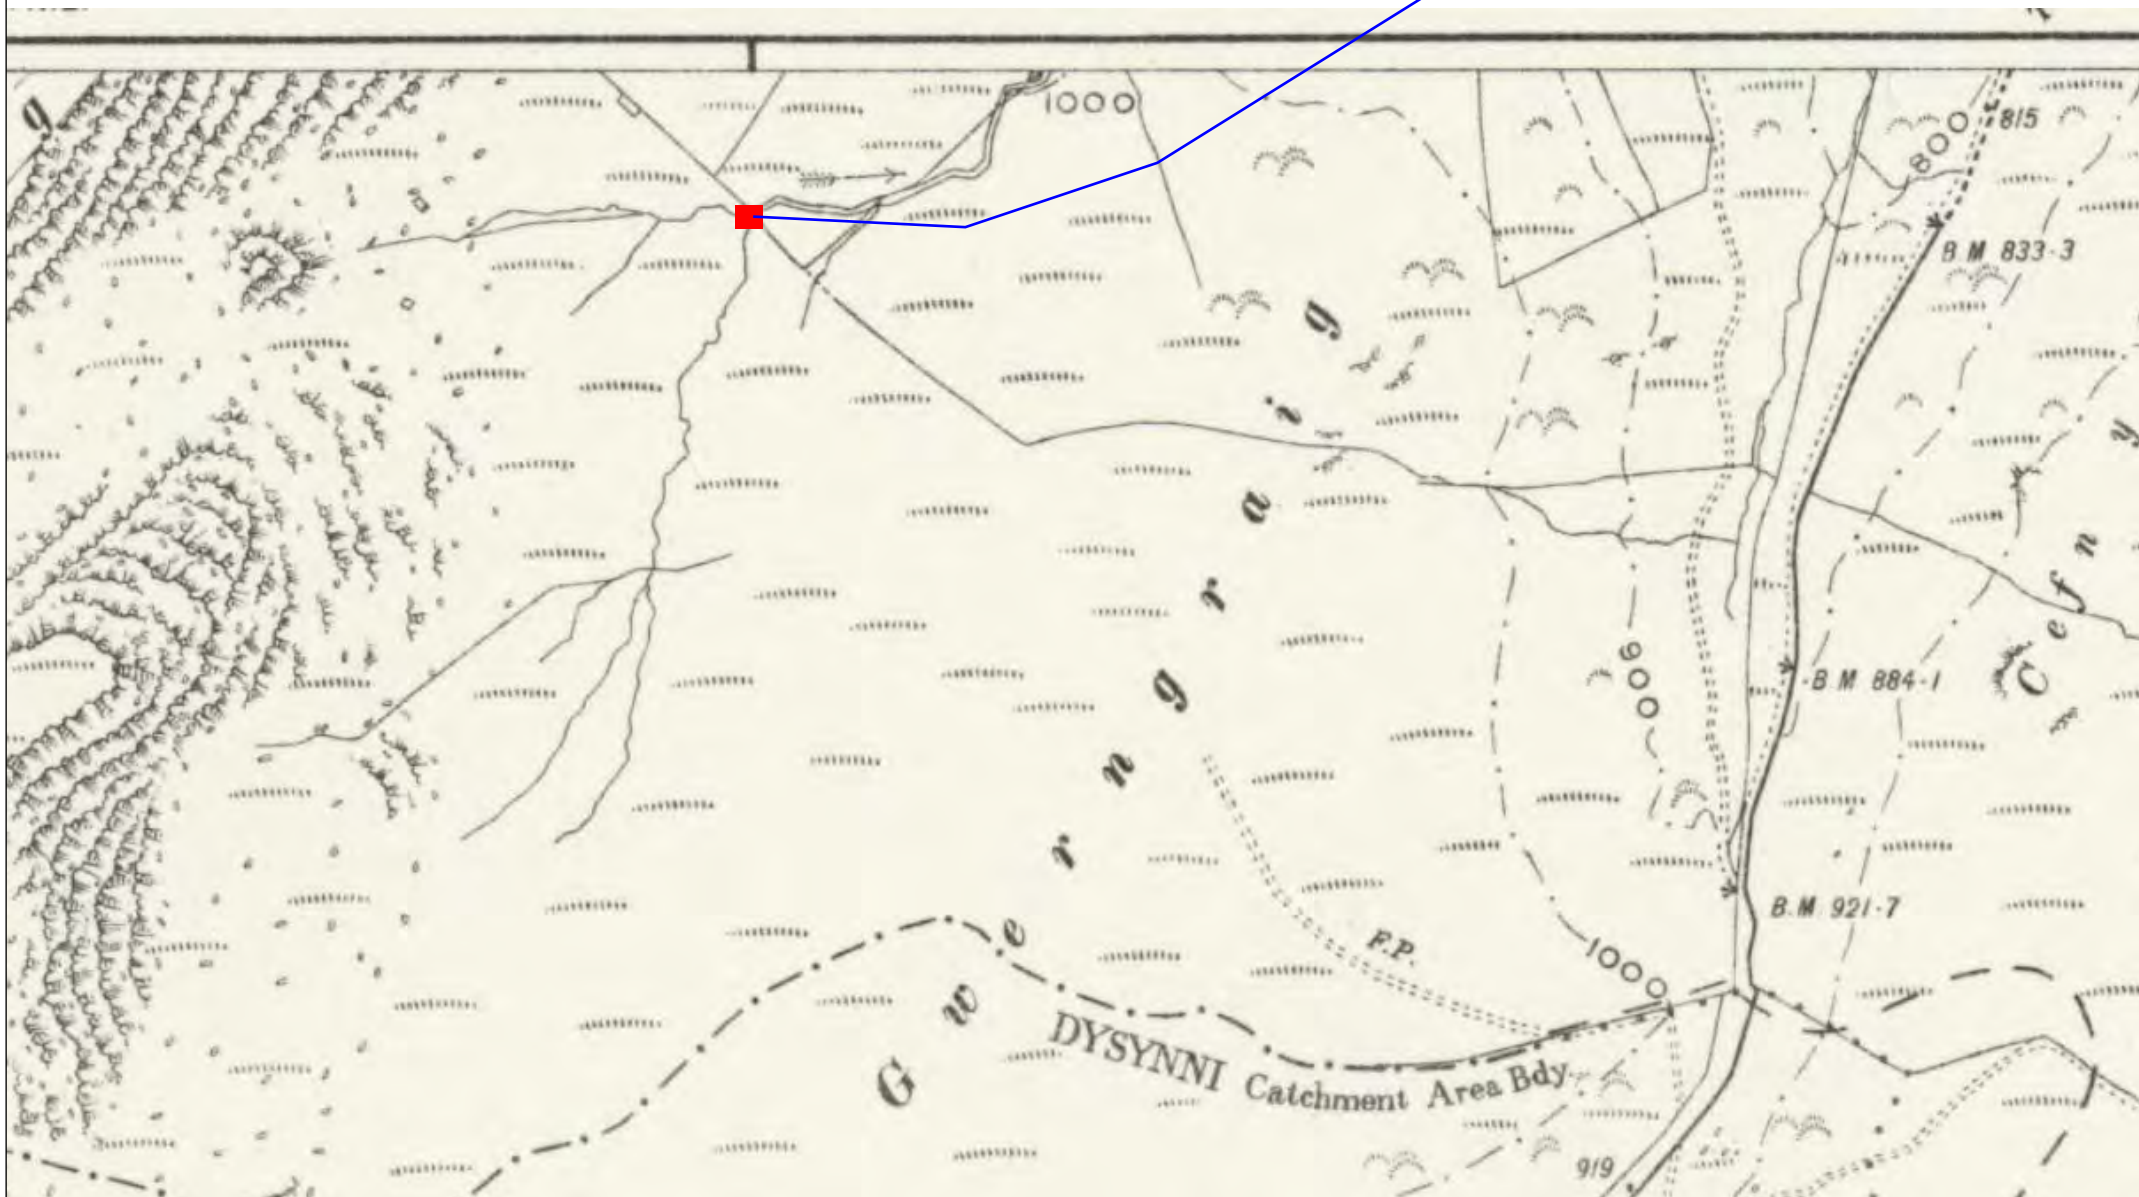 1000
800
815
B M 833·3
Gwerngraig
Cefn y
900
B M 884·1
B.M. 921·7
F.P.
1000
DYSYNNI Catchment Area Bdy
919
g